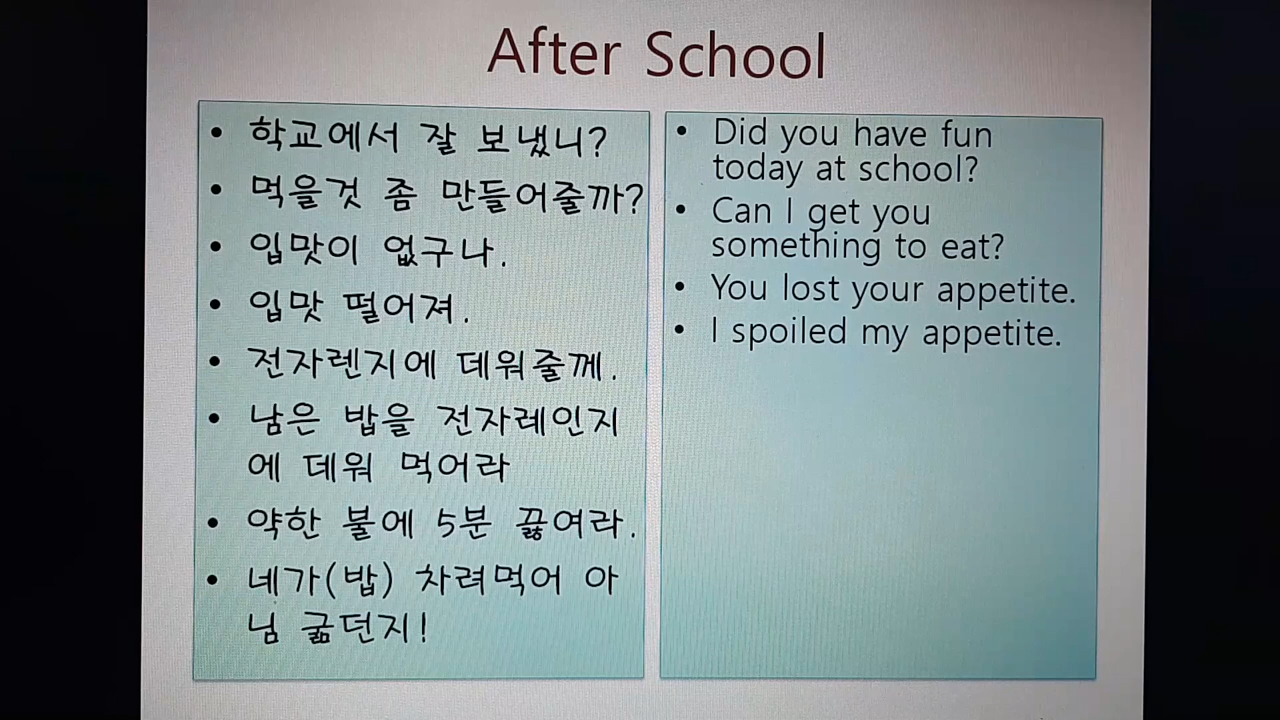 After School
• 학교에서 잘 보냈니?
• 먹을것 좀 만들어줄까?
• 입맛이 없구나.
• 입맛 떨어져.
• 전자렌지에 데워줄께.
• 남은 밥을 전자레인지
에 데워 먹어라
• 약한 불에 5분 끓여라.
• 네가(밥) 차려먹어 아
님 굶던지!
• Did you have fun
today at school?
• Can I get you
something to eat?
• You lost your appetite.
• I spoiled my appetite.